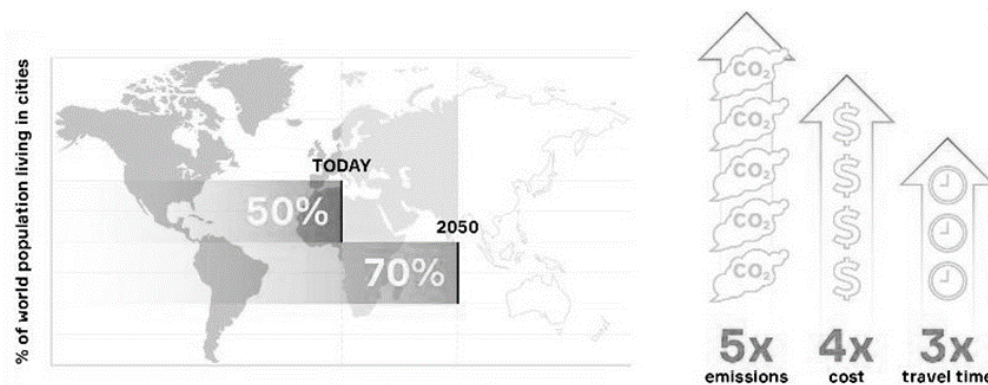 % of world population living in cities
TODAY
50%
2050
70%
CO₂
CO₂
CO₂
CO₂
CO₂
$
$
$
$
5x
emissions
4x
cost
3x
travel time